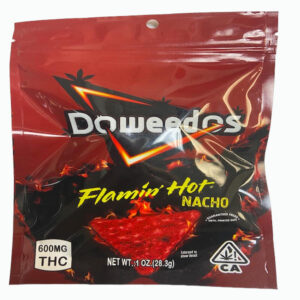 Doweedos
Flamin' Hot
NACHO
600MG
THC
NET WT. .1 OZ (28.3g)
CA